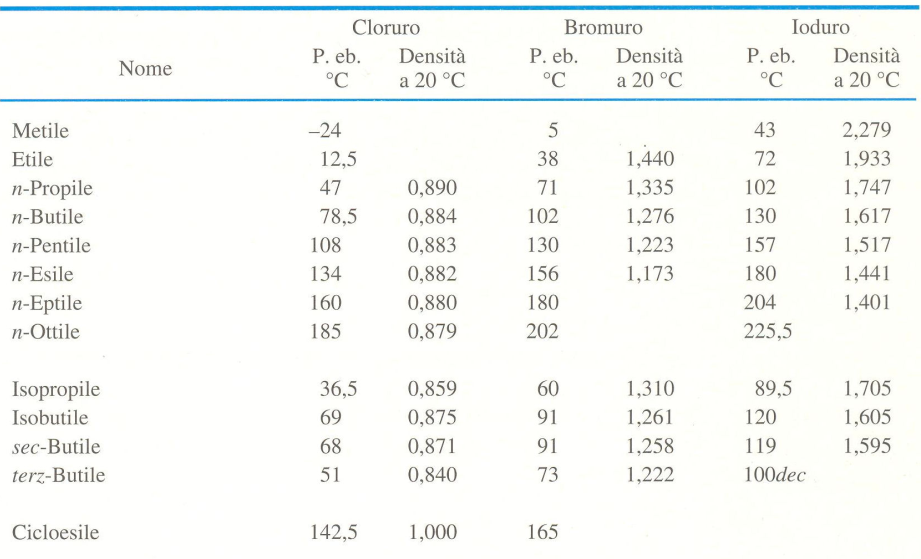 Cloruro Bromuro Ioduro
Nome P. eb. Densità P. eb. Densità P. eb. Densità
°C a 20 °C °C a 20 °C °C a 20 °C
Metile –24 5 43 2,279
Etile 12,5 38 1,440 72 1,933
n-Propile 47 0,890 71 1,335 102 1,747
n-Butile 78,5 0,884 102 1,276 130 1,617
n-Pentile 108 0,883 130 1,223 157 1,517
n-Esile 134 0,882 156 1,173 180 1,441
n-Eptile 160 0,880 180 204 1,401
n-Ottile 185 0,879 202 225,5
Isopropile 36,5 0,859 60 1,310 89,5 1,705
Isobutile 69 0,875 91 1,261 120 1,605
sec-Butile 68 0,871 91 1,258 119 1,595
terz-Butile 51 0,840 73 1,222 100dec
Cicloesile 142,5 1,000 165